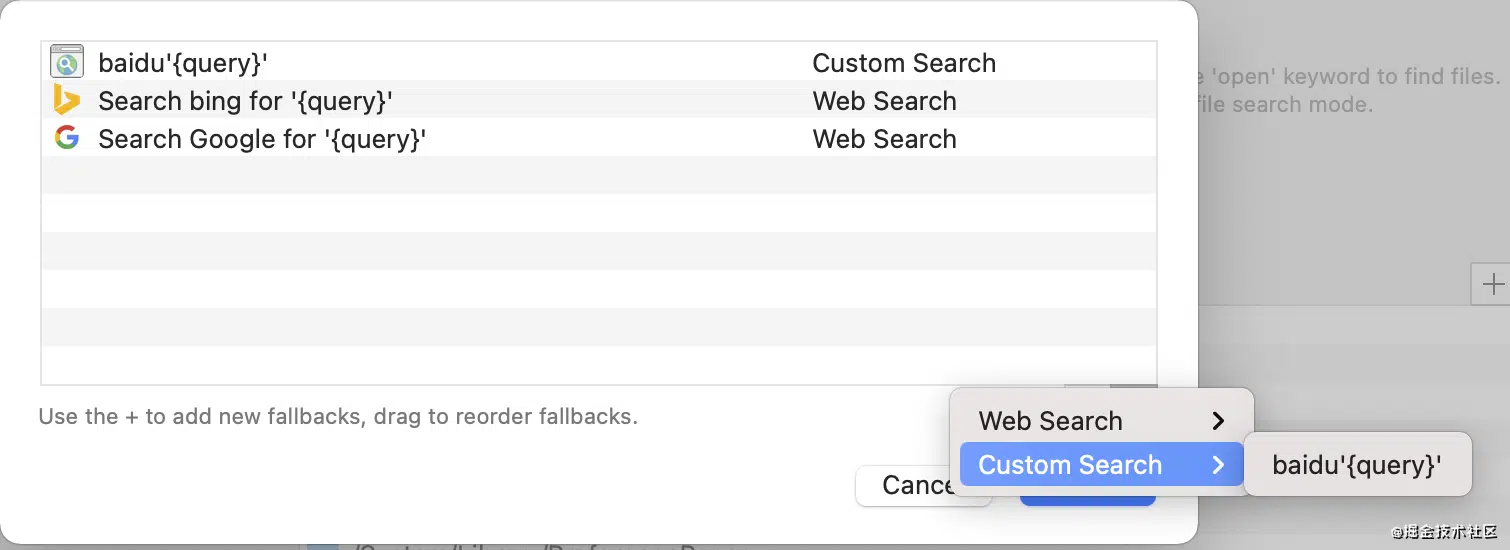 baidu'{query}'
Custom Search
Search bing for '{query}'
Web Search
Search Google for '{query}'
Web Search
'open' keyword to find files.
file search mode.
Use the + to add new fallbacks, drag to reorder fallbacks.
Web Search
Custom Search
baidu'{query}'
Cance
@掘金技术社区